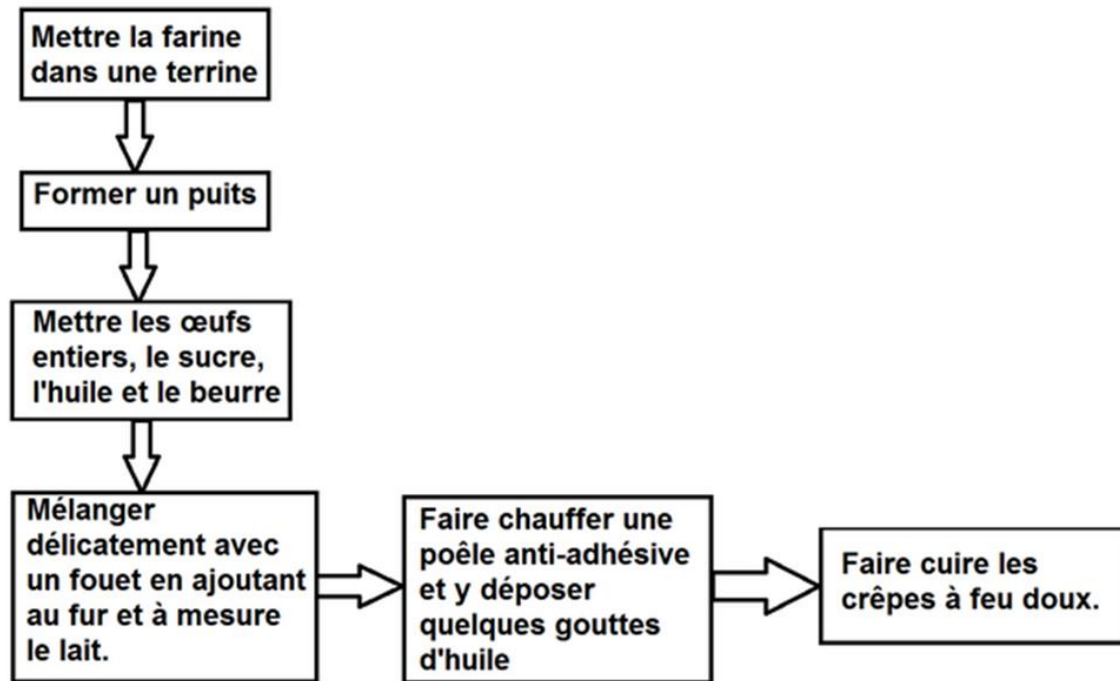 Mettre la farine
dans une terrine
Former un puits
Mettre les œufs
entiers, le sucre,
l'huile et le beurre
Mélanger
délicatement avec
un fouet en ajoutant
au fur et à mesure
le lait.
Faire chauffer une
poêle anti-adhésive
et y déposer
quelques gouttes
d'huile
Faire cuire les
crêpes à feu doux.